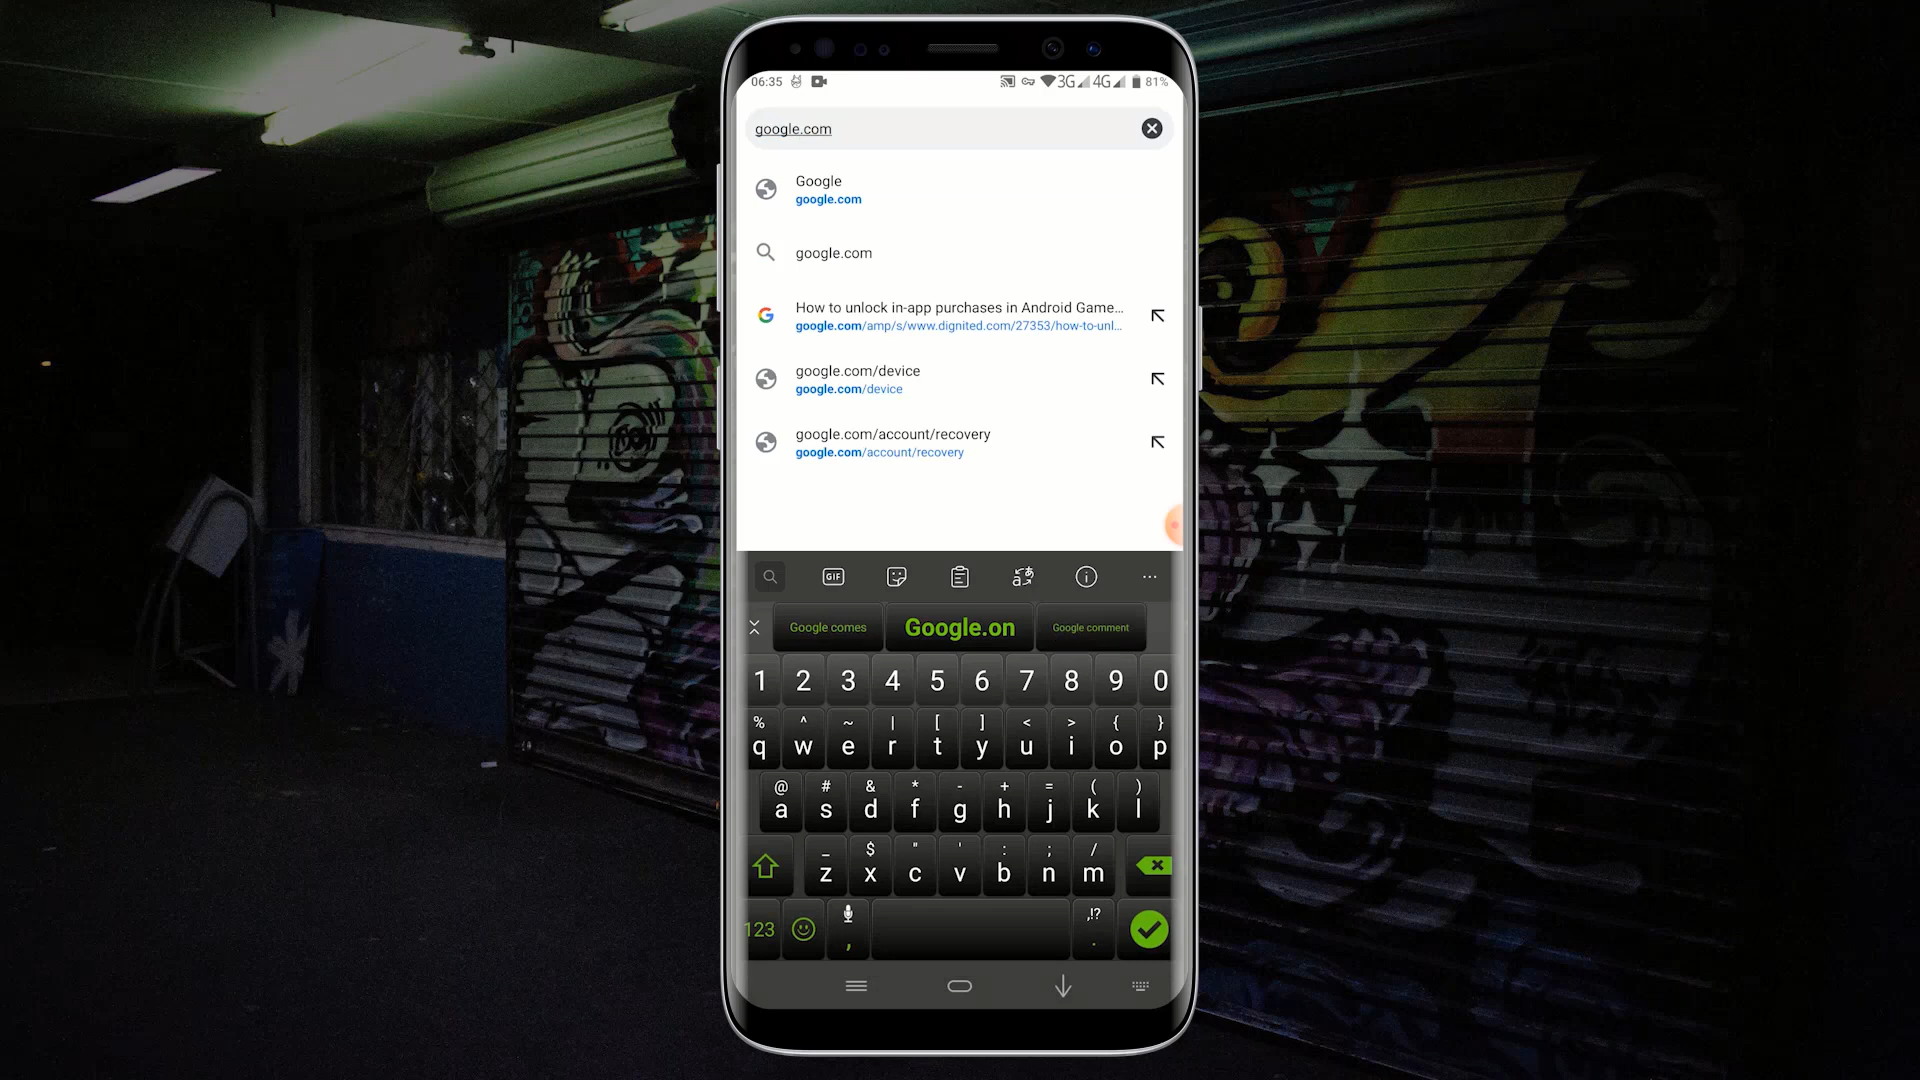 06:35 3G 4G 81%
google.com
Google
google.com
google.com
How to unlock in-app purchases in Android Game...
google.com/amp/s/www.dignited.com/27353/how-to-unl...
google.com/device
google.com/device
google.com/account/recovery
google.com/account/recovery
GIF
Google comes Google.on Google comment
1 2 3 4 5 6 7 8 9 0
% ^ ~ | [ ] < > { }
q w e r t y u i o p
@ # & * - + = ( )
a s d f g h j k l
_ $ " ' : ; /
z x c v b n m
,!?
123 , .